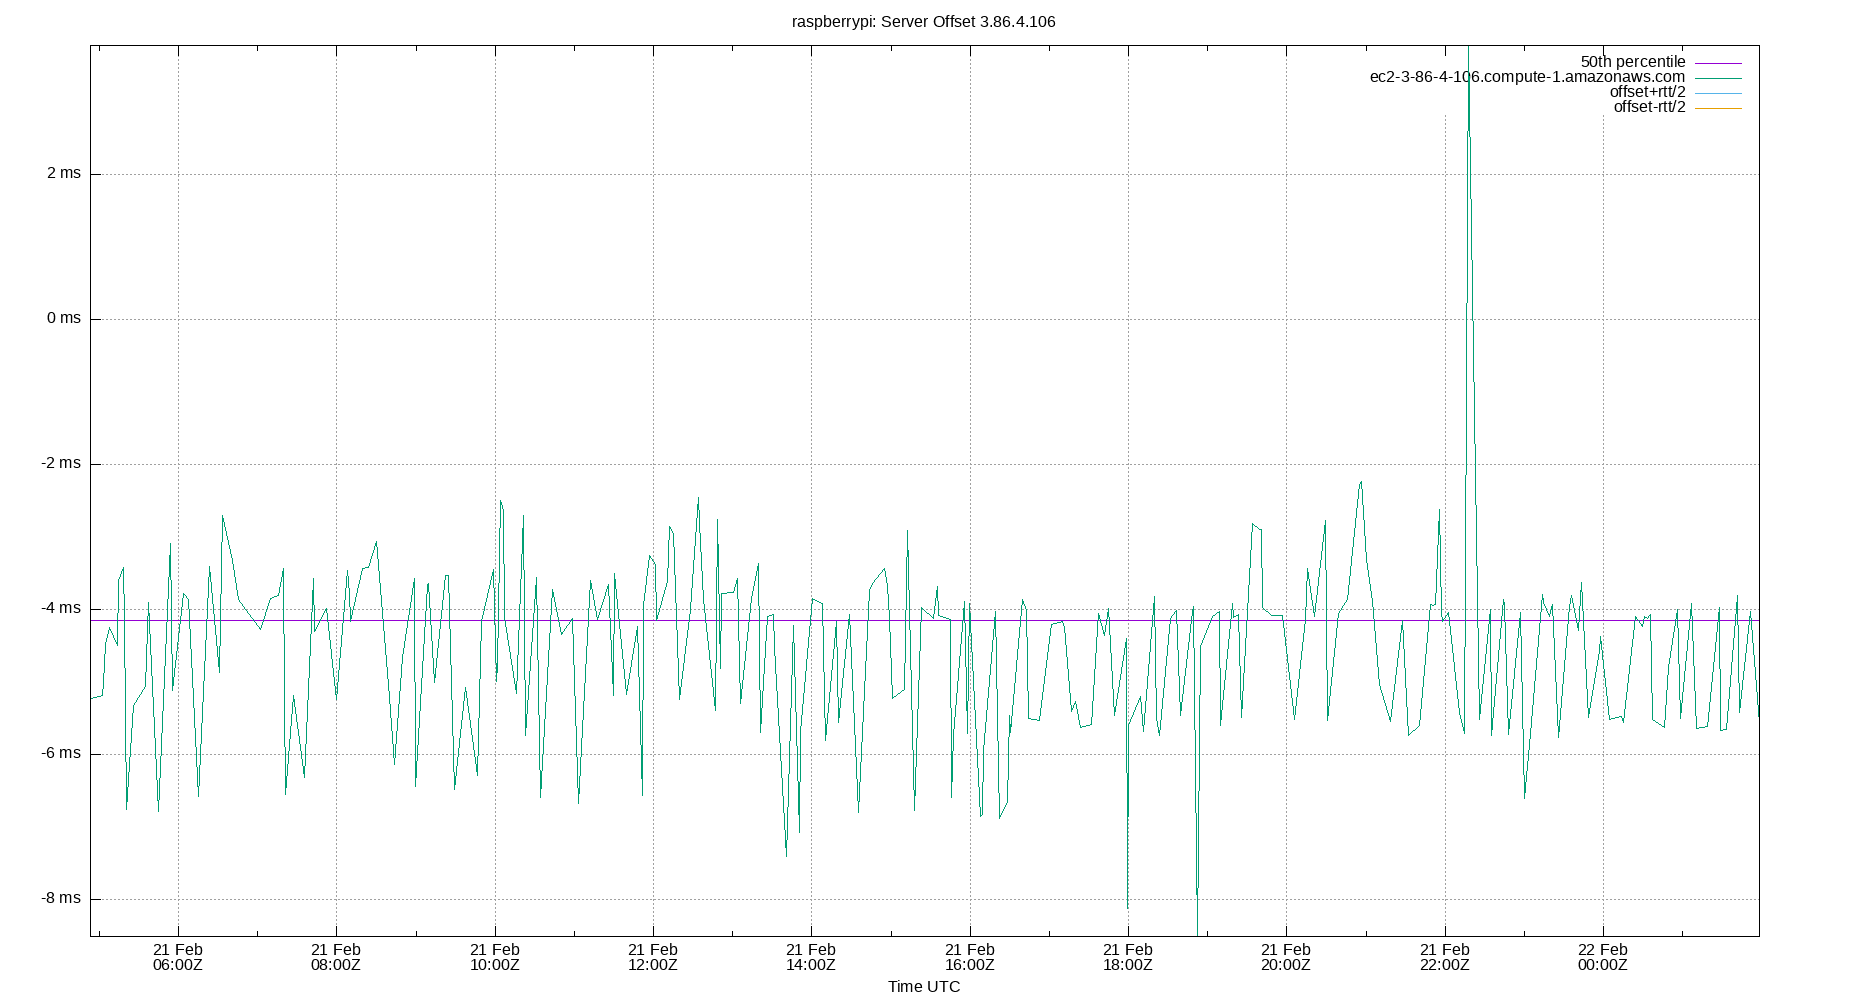 raspberrypi: Server Offset 3.86.4.106
50th percentile
ec2-3-86-4-106.compute-1.amazonaws.com
offset+rtt/2
offset-rtt/2
2 ms
0 ms
-2 ms
-4 ms
-6 ms
-8 ms
21 Feb 21 Feb 21 Feb 21 Feb 21 Feb 21 Feb 21 Feb 21 Feb 21 Feb 22 Feb
06:00Z 08:00Z 10:00Z 12:00Z 14:00Z 16:00Z 18:00Z 20:00Z 22:00Z 00:00Z
Time UTC